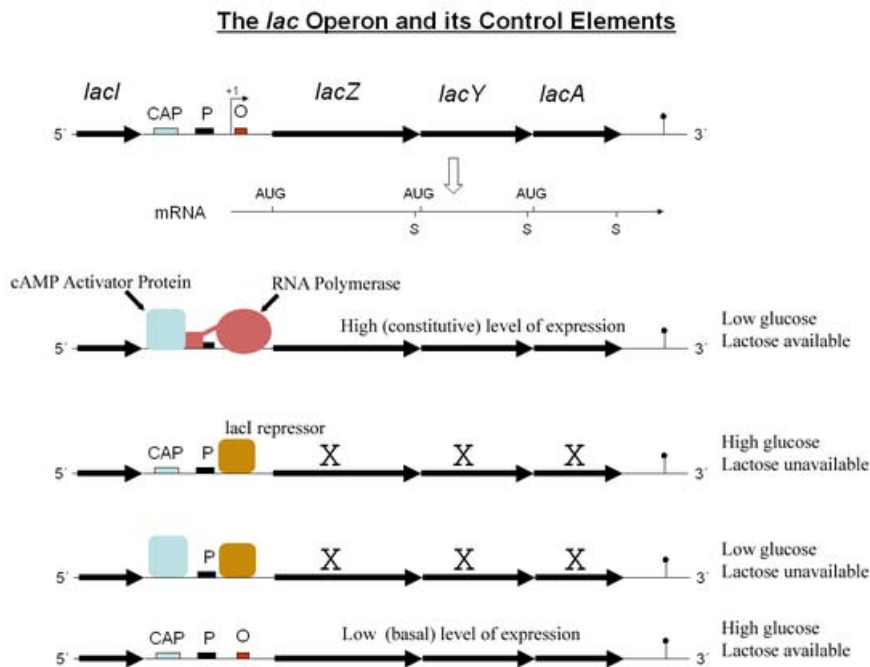 The lac Operon and its Control Elements
lacI lacZ lacY lacA
CAP P +1 O
5´ 3´
AUG AUG AUG
mRNA
S S S
cAMP Activator Protein RNA Polymerase
High (constitutive) level of expression
Low glucose
Lactose available
5´ 3´
lacI repressor
CAP P X X X
High glucose
Lactose unavailable
5´ 3´
P X X X
Low glucose
Lactose unavailable
5´ 3´
CAP P O Low (basal) level of expression
High glucose
Lactose available
5´ 3´